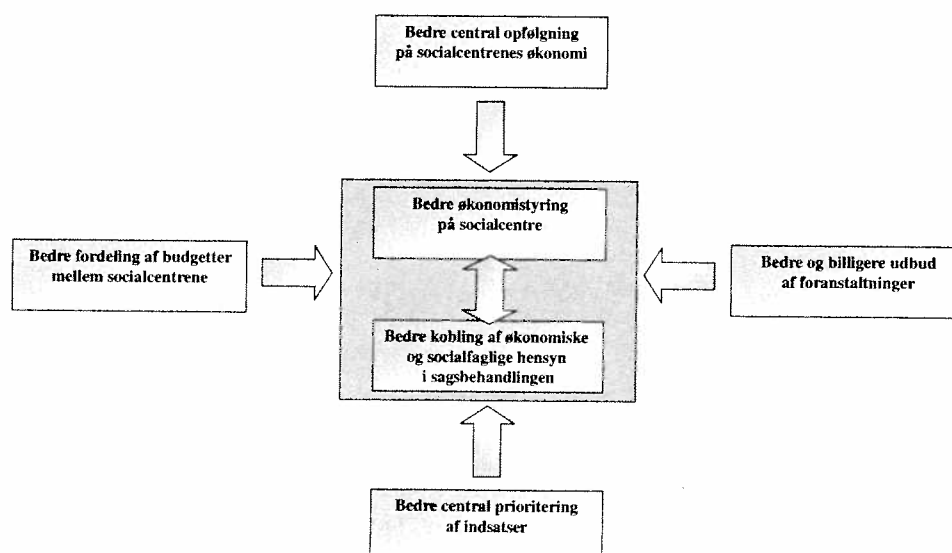 Bedre central opfølgning
på socialcentrenes økonomi
Bedre økonomistyring
på socialcentre
Bedre fordeling af budgetter
mellem socialcentrene
Bedre og billigere udbud
af foranstaltninger
Bedre kobling af økonomiske
og socialfaglige hensyn
i sagsbehandlingen
Bedre central prioritering
af indsatser